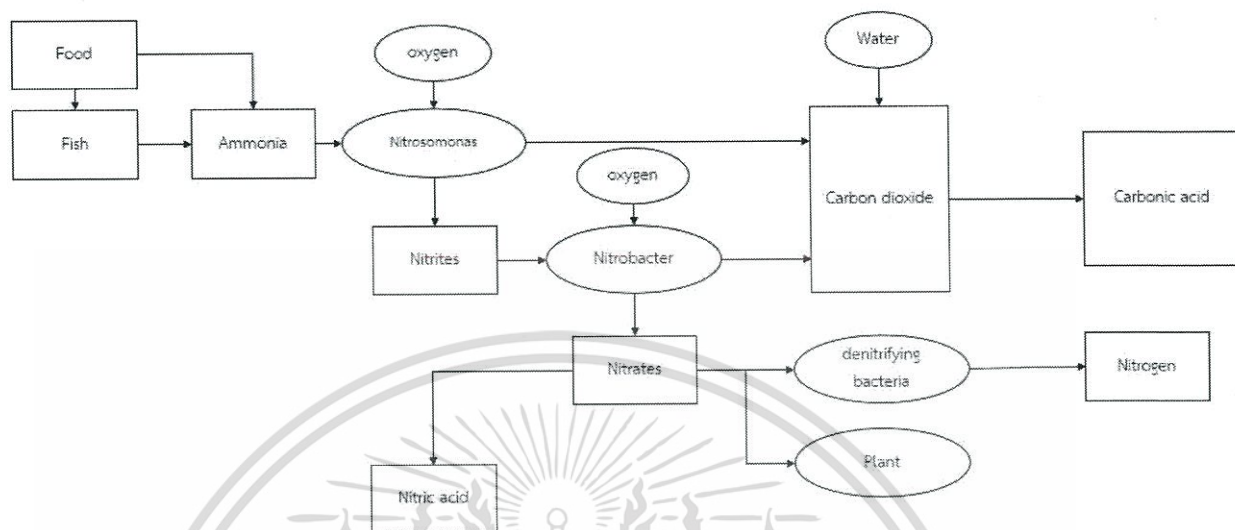 Food
oxygen
Water
Fish
Ammonia
Nitrosomonas
oxygen
Carbon dioxide
Carbonic acid
Nitrites
Nitrobacter
Nitrates
denitrifying
bacteria
Nitrogen
Plant
Nitric acid